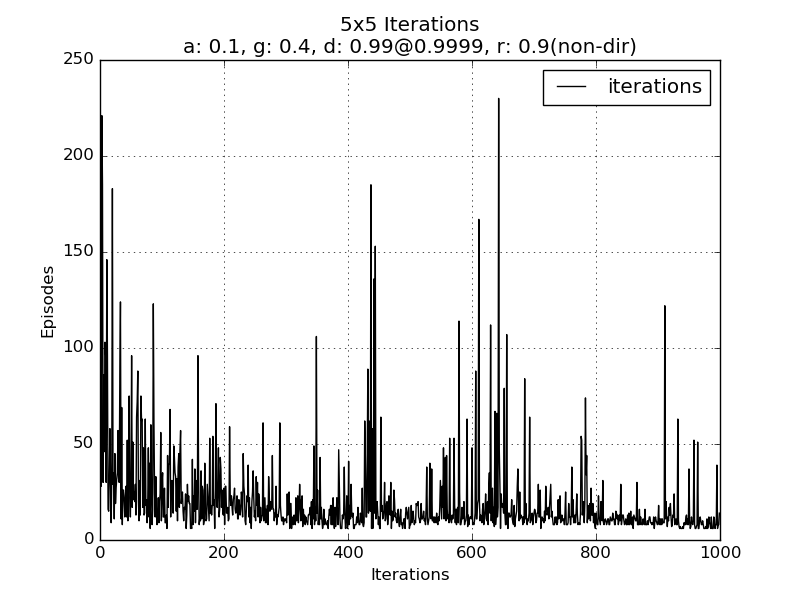 5x5 Iterations
a: 0.1, g: 0.4, d: 0.99@0.9999, r: 0.9(non-dir)
250
iterations
200
150
Episodes
100
50
0
0 200 400 600 800 1000
Iterations